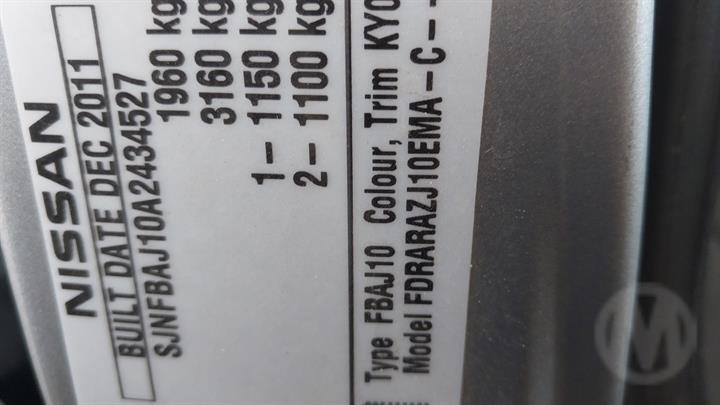 NISSAN
BUILT DATE DEC 2011
SJNFBAJ10A2434527
1960 kg
3160 kg
1– 1150 kg
2– 1100 kg
Type FBAJ10 Colour, Trim KY0
Model FDRARAZJ10EMA–C––
M